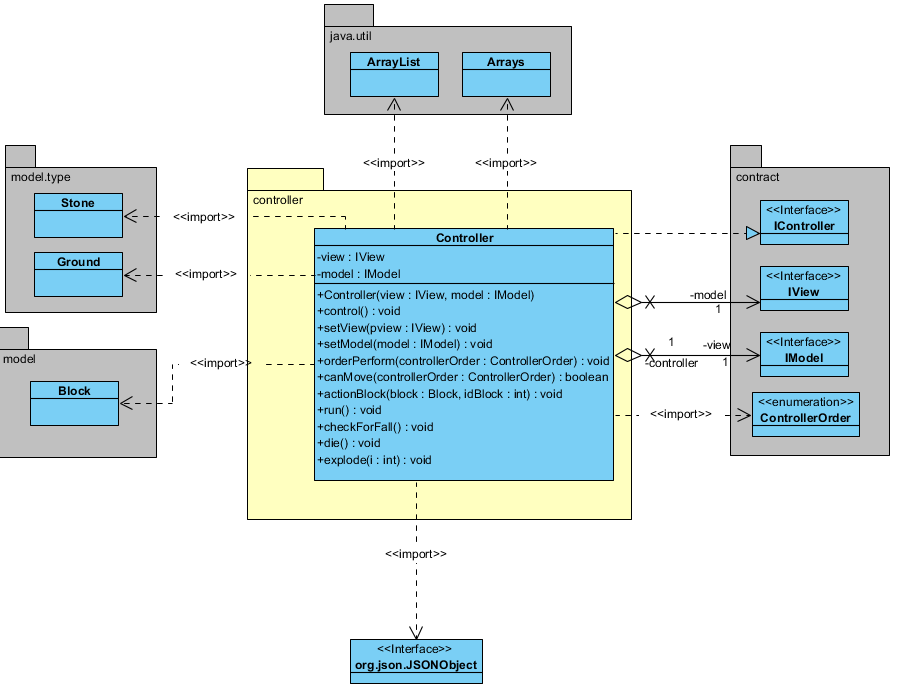 java.util
ArrayList
Arrays
<<import>>
<<import>>
model.type
Stone
Ground
<<import>>
<<import>>
model
Block
<<import>>
controller
Controller
-view : IView
-model : IModel
+Controller(view : IView, model : IModel)
+control() : void
+setView(pview : IView) : void
+setModel(model : IModel) : void
+orderPerform(controllerOrder : ControllerOrder) : void
+canMove(controllerOrder : ControllerOrder) : boolean
+actionBlock(block : Block, idBlock : int) : void
+run() : void
+checkForFall() : void
+die() : void
+explode(i : int) : void
contract
<<Interface>>
IController
<<Interface>>
IView
-model
1
<<Interface>>
IModel
1
-view
-controller
1
<<enumeration>>
ControllerOrder
<<import>>
<<import>>
<<Interface>>
org.json.JSONObject